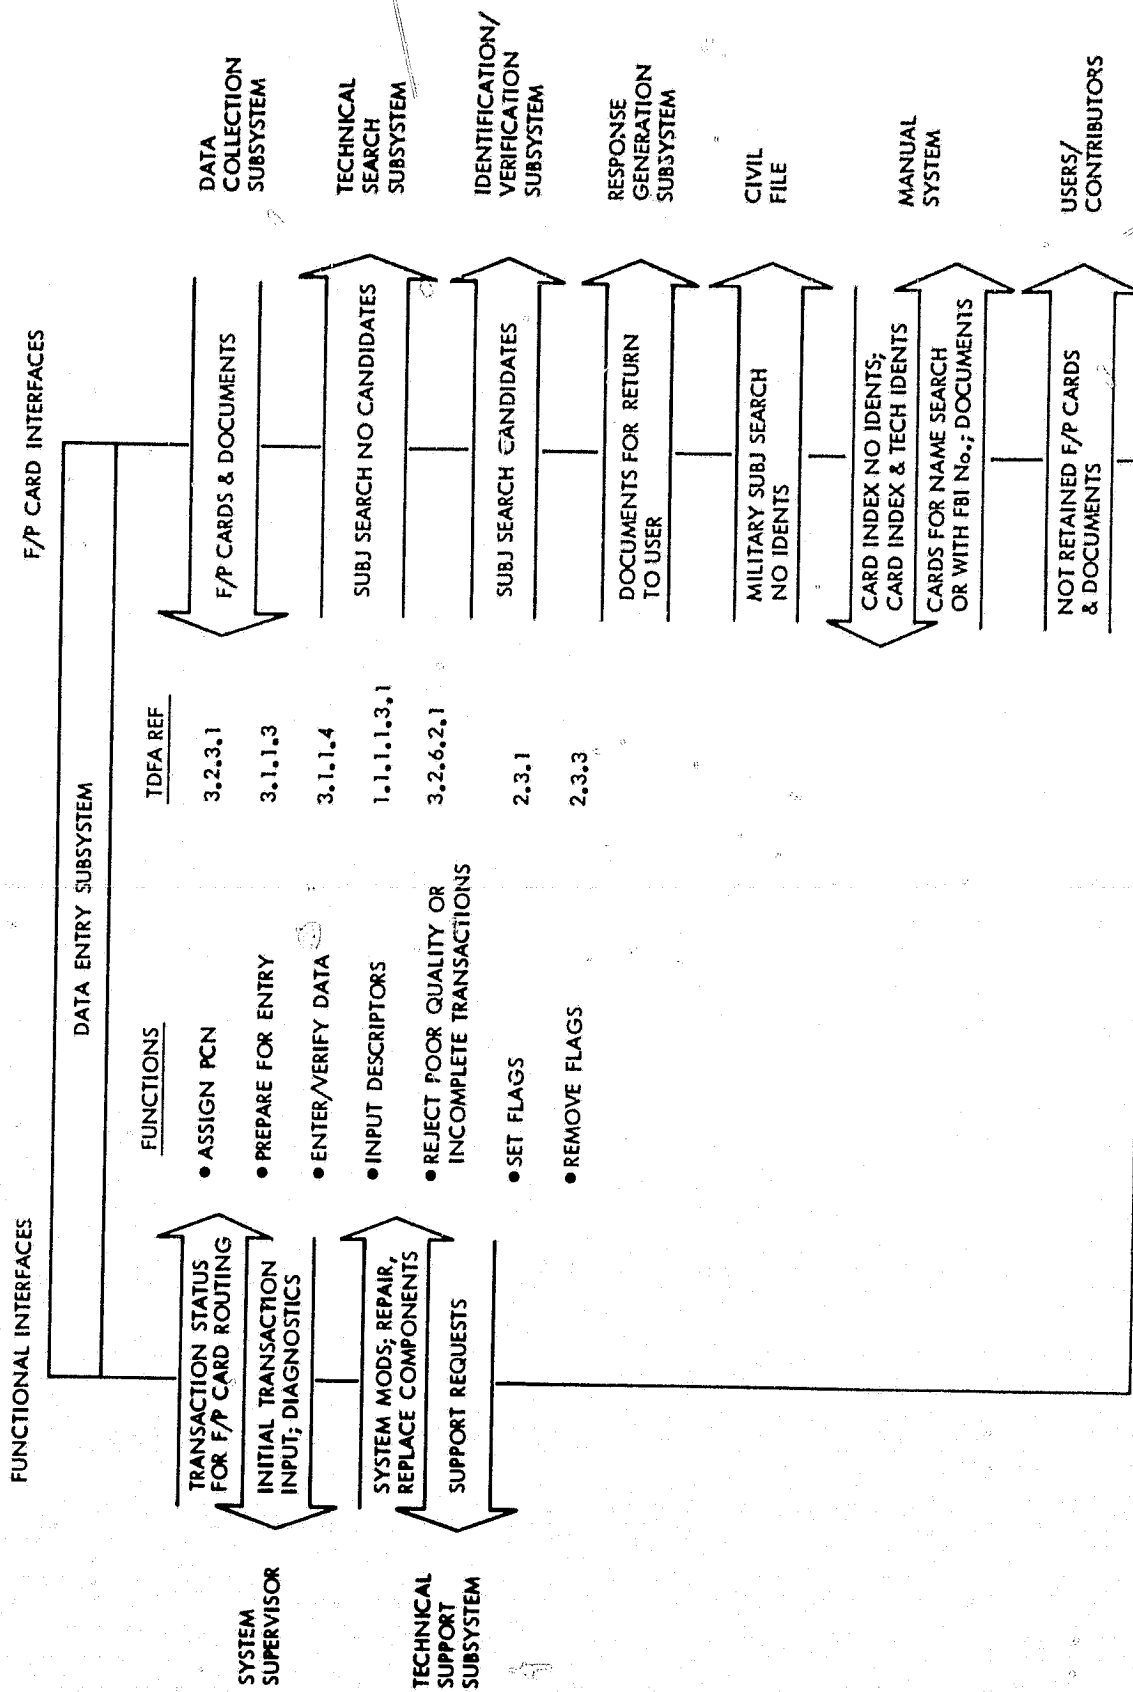 FUNCTIONAL INTERFACES
F/P CARD INTERFACES
DATA ENTRY SUBSYSTEM
SYSTEM
SUPERVISOR
TRANSACTION STATUS
FOR F/P CARD ROUTING
INITIAL TRANSACTION
INPUT; DIAGNOSTICS
TECHNICAL
SUPPORT
SUBSYSTEM
SYSTEM MODS; REPAIR,
REPLACE COMPONENTS
SUPPORT REQUESTS
FUNCTIONS
TDFA REF
• ASSIGN PCN
3.2.3.1
• PREPARE FOR ENTRY
3.1.1.3
• ENTER/VERIFY DATA
3.1.1.4
• INPUT DESCRIPTORS
1.1.1.1.3.1
• REJECT POOR QUALITY OR
INCOMPLETE TRANSACTIONS
3.2.6.2.1
• SET FLAGS
2.3.1
• REMOVE FLAGS
2.3.3
F/P CARDS & DOCUMENTS
DATA
COLLECTION
SUBSYSTEM
SUBJ SEARCH NO CANDIDATES
TECHNICAL
SEARCH
SUBSYSTEM
SUBJ SEARCH CANDIDATES
IDENTIFICATION/
VERIFICATION
SUBSYSTEM
DOCUMENTS FOR RETURN
TO USER
RESPONSE
GENERATION
SUBSYSTEM
MILITARY SUBJ SEARCH
NO IDENTS
CIVIL
FILE
CARD INDEX NO IDENTS;
CARD INDEX & TECH IDENTS
CARDS FOR NAME SEARCH
OR WITH FBI No.; DOCUMENTS
MANUAL
SYSTEM
NOT RETAINED F/P CARDS
& DOCUMENTS
USERS/
CONTRIBUTORS